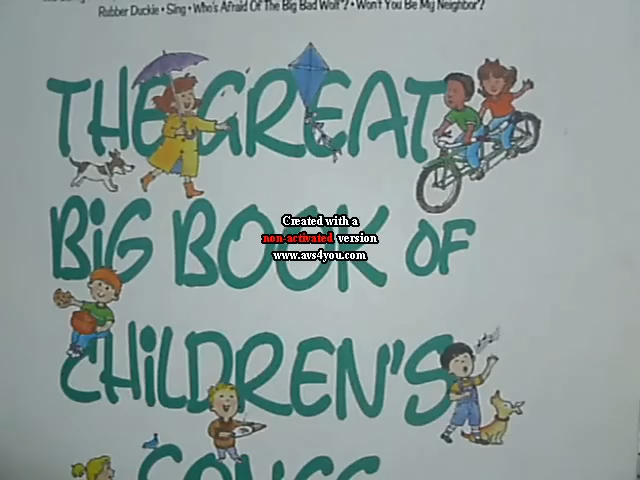 Rubber Duckie • Sing • Who's Afraid Of The Big Bad Wolf? • Won't You Be My Neighbor?
THE GREAT
BiG BOOK OF
Created with a
non-activated version
www.avs4you.com
CHiLDREN'S
SONGS